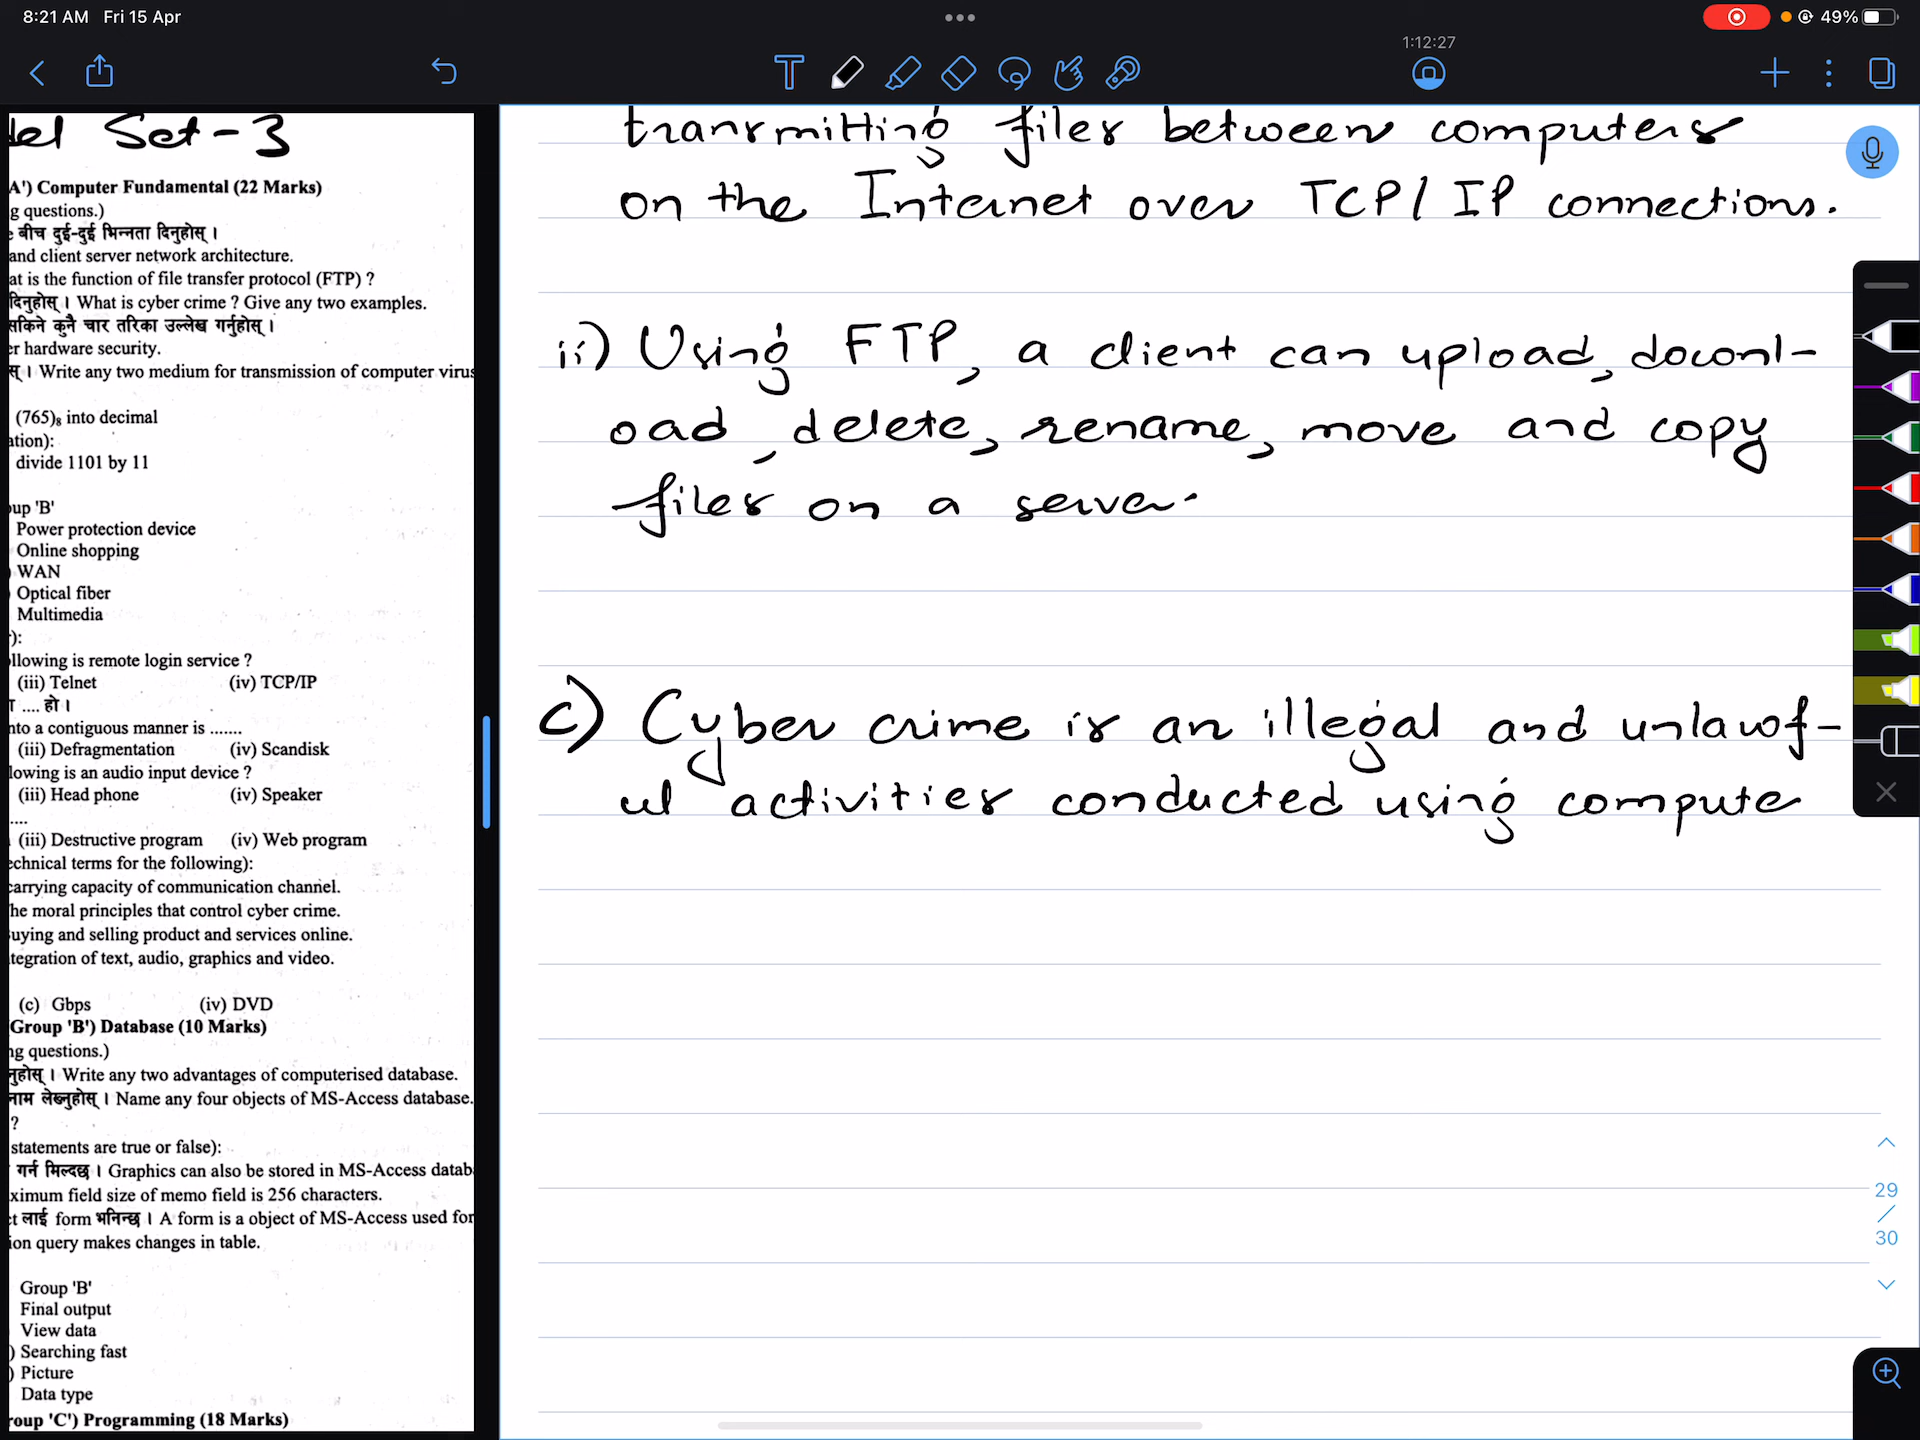 8:21 AM Fri 15 Apr
49%
1:12:27
Set-3
A') Computer Fundamental (22 Marks)
g questions.)
बीच दुई-दुई भिन्नता दिनुहोस् ।
and client server network architecture.
at is the function of file transfer protocol (FTP) ?
दिनुहोस् । What is cyber crime ? Give any two examples.
सकिने कुनै चार तरिका उल्लेख गर्नुहोस् ।
er hardware security.
स् । Write any two medium for transmission of computer virus
(765)₈ into decimal
ation):
divide 1101 by 11
oup 'B'
Power protection device
Online shopping
WAN
Optical fiber
Multimedia
):
ollowing is remote login service ?
(iii) Telnet (iv) TCP/IP
.... हो ।
nto a contiguous manner is .......
(iii) Defragmentation (iv) Scandisk
lowing is an audio input device ?
(iii) Head phone (iv) Speaker
....
(iii) Destructive program (iv) Web program
echnical terms for the following):
carrying capacity of communication channel.
he moral principles that control cyber crime.
uying and selling product and services online.
tegration of text, audio, graphics and video.
(c) Gbps (iv) DVD
Group 'B') Database (10 Marks)
ng questions.)
नुहोस् । Write any two advantages of computerised database.
नाम लेख्नुहोस् । Name any four objects of MS-Access database.
?
statements are true or false):
गर्न मिल्दछ । Graphics can also be stored in MS-Access datab
ximum field size of memo field is 256 characters.
ct लाई form भनिन्छ । A form is a object of MS-Access used for
ion query makes changes in table.
Group 'B'
Final output
View data
) Searching fast
) Picture
Data type
roup 'C') Programming (18 Marks)
transmitting files between computers
on the Internet over TCP/IP connections.
ii) Using FTP, a client can upload, downl-
oad, delete, rename, move and copy
files on a server.
c) Cyber crime is an illegal and unlawf-
ul activities conducted using compute
29
/
30